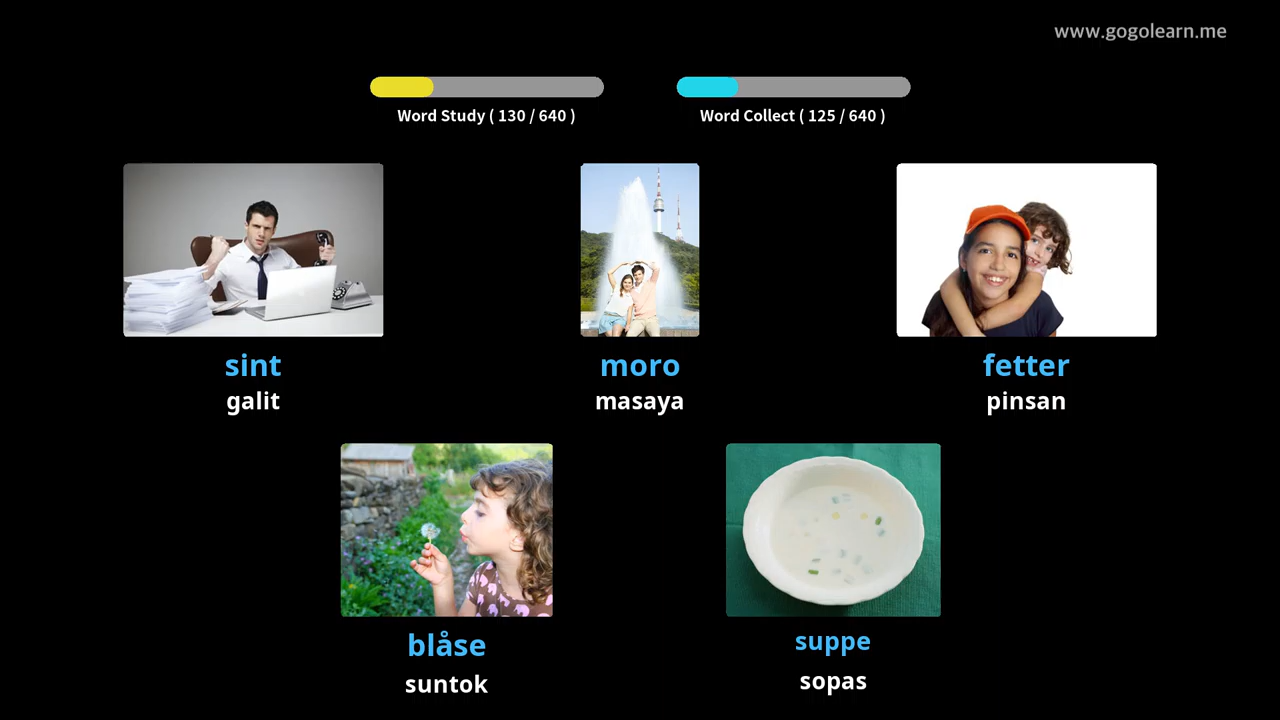 www.gogolearn.me
Word Study ( 130 / 640 )
Word Collect ( 125 / 640 )
sint
galit
moro
masaya
fetter
pinsan
blåse
suntok
suppe
sopas